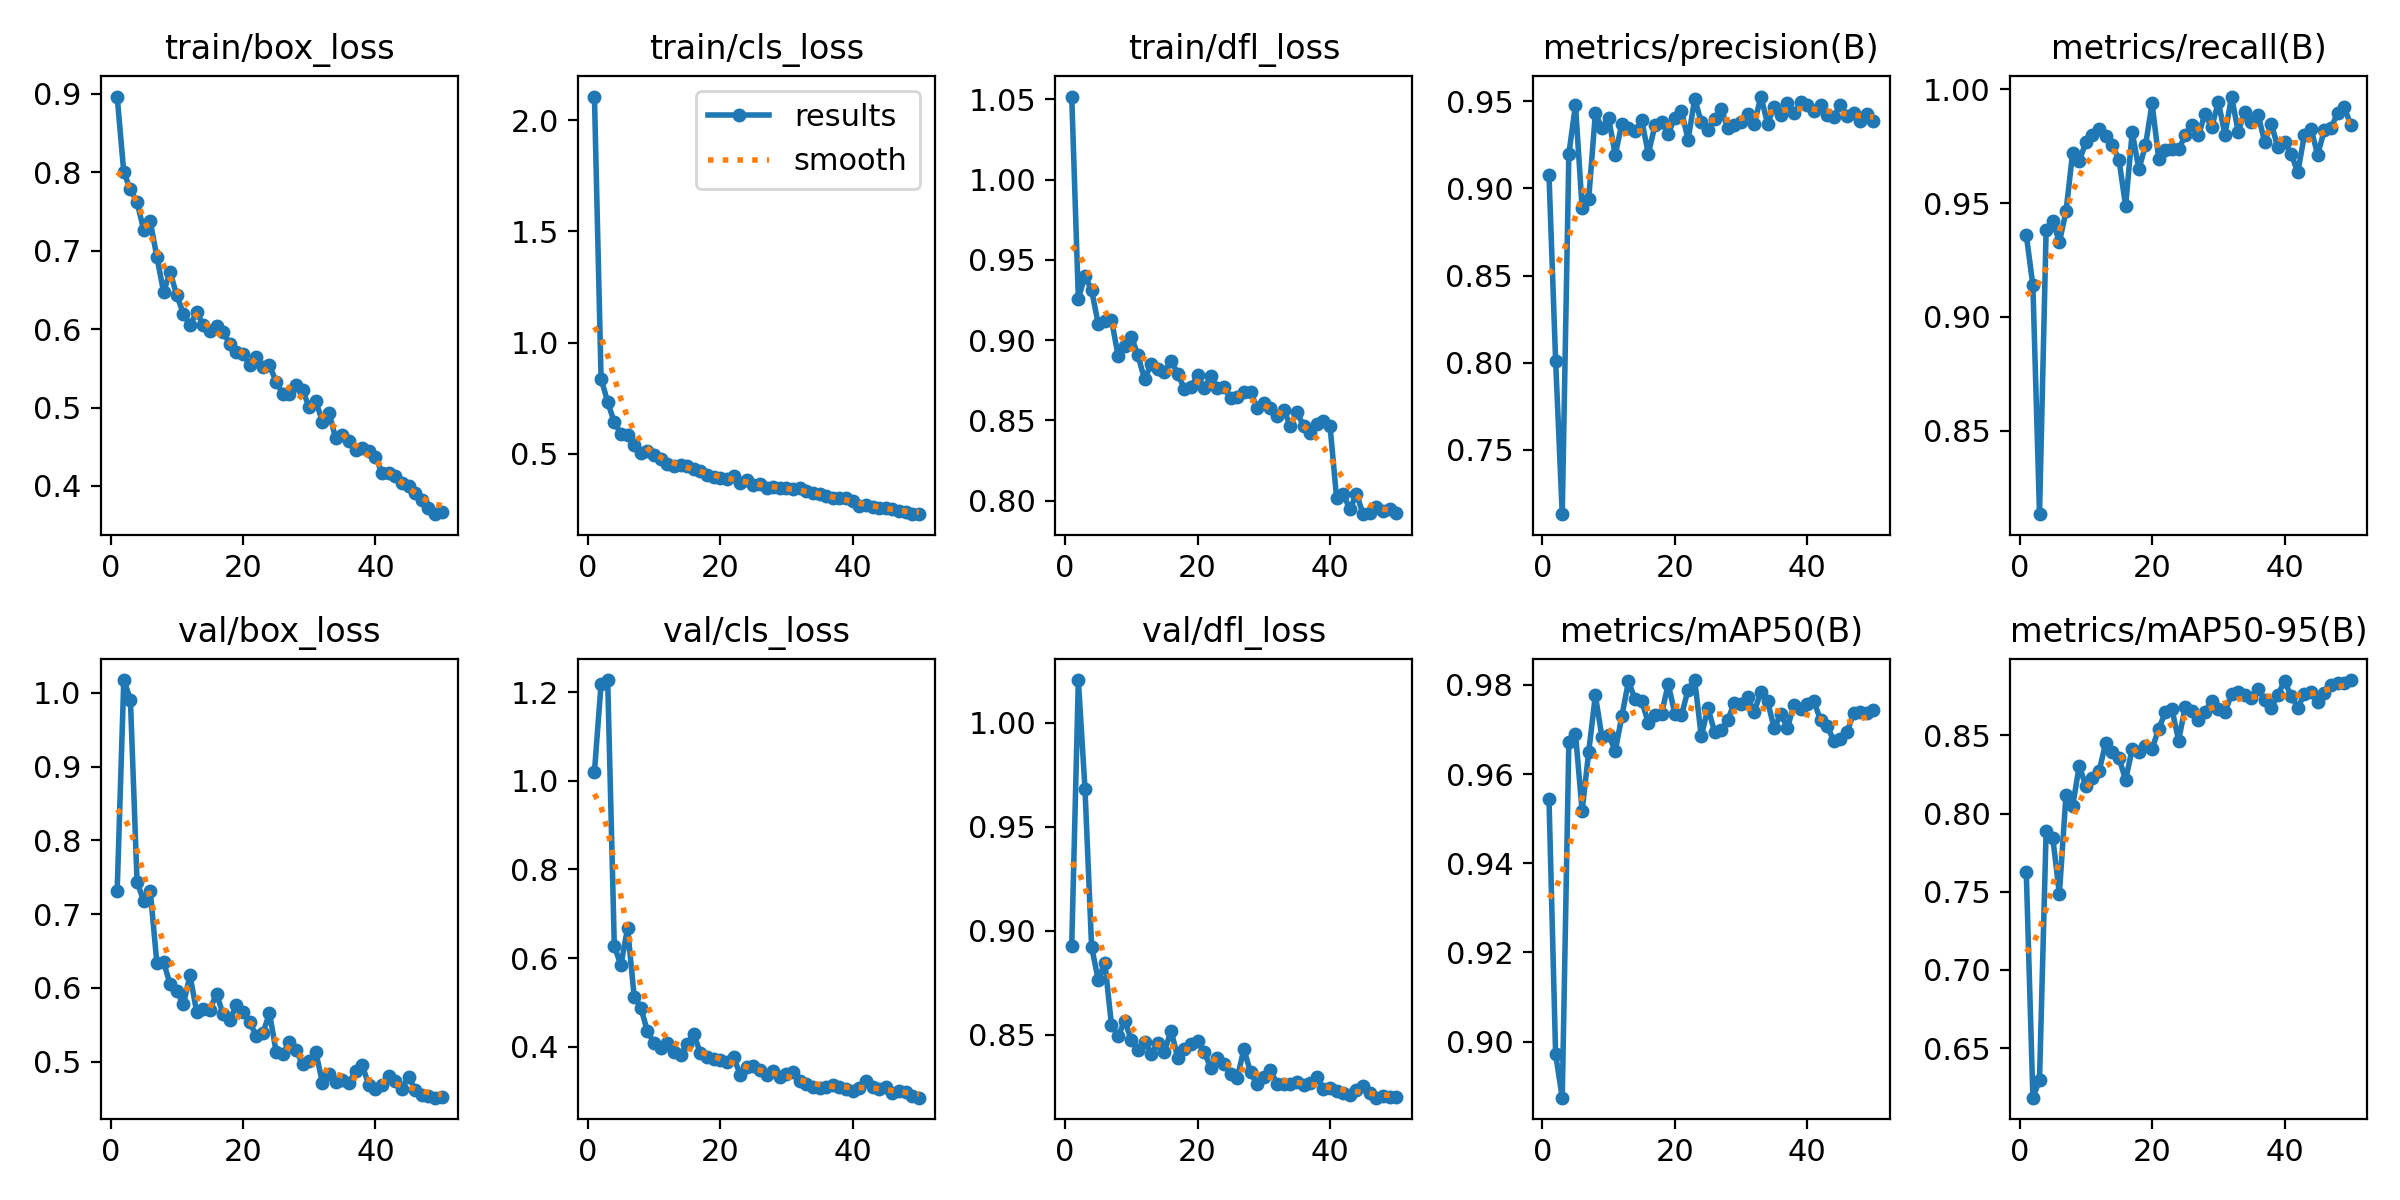 train/box_loss
train/cls_loss
train/dfl_loss
metrics/precision(B)
metrics/recall(B)
0.9
0.8
0.7
0.6
0.5
0.4
0 20 40
2.0
1.5
1.0
0.5
0 20 40
results
smooth
1.05
1.00
0.95
0.90
0.85
0.80
0 20 40
0.95
0.90
0.85
0.80
0.75
0 20 40
1.00
0.95
0.90
0.85
0 20 40
val/box_loss
val/cls_loss
val/dfl_loss
metrics/mAP50(B)
metrics/mAP50-95(B)
1.0
0.9
0.8
0.7
0.6
0.5
0 20 40
1.2
1.0
0.8
0.6
0.4
0 20 40
1.00
0.95
0.90
0.85
0 20 40
0.98
0.96
0.94
0.92
0.90
0 20 40
0.85
0.80
0.75
0.70
0.65
0 20 40